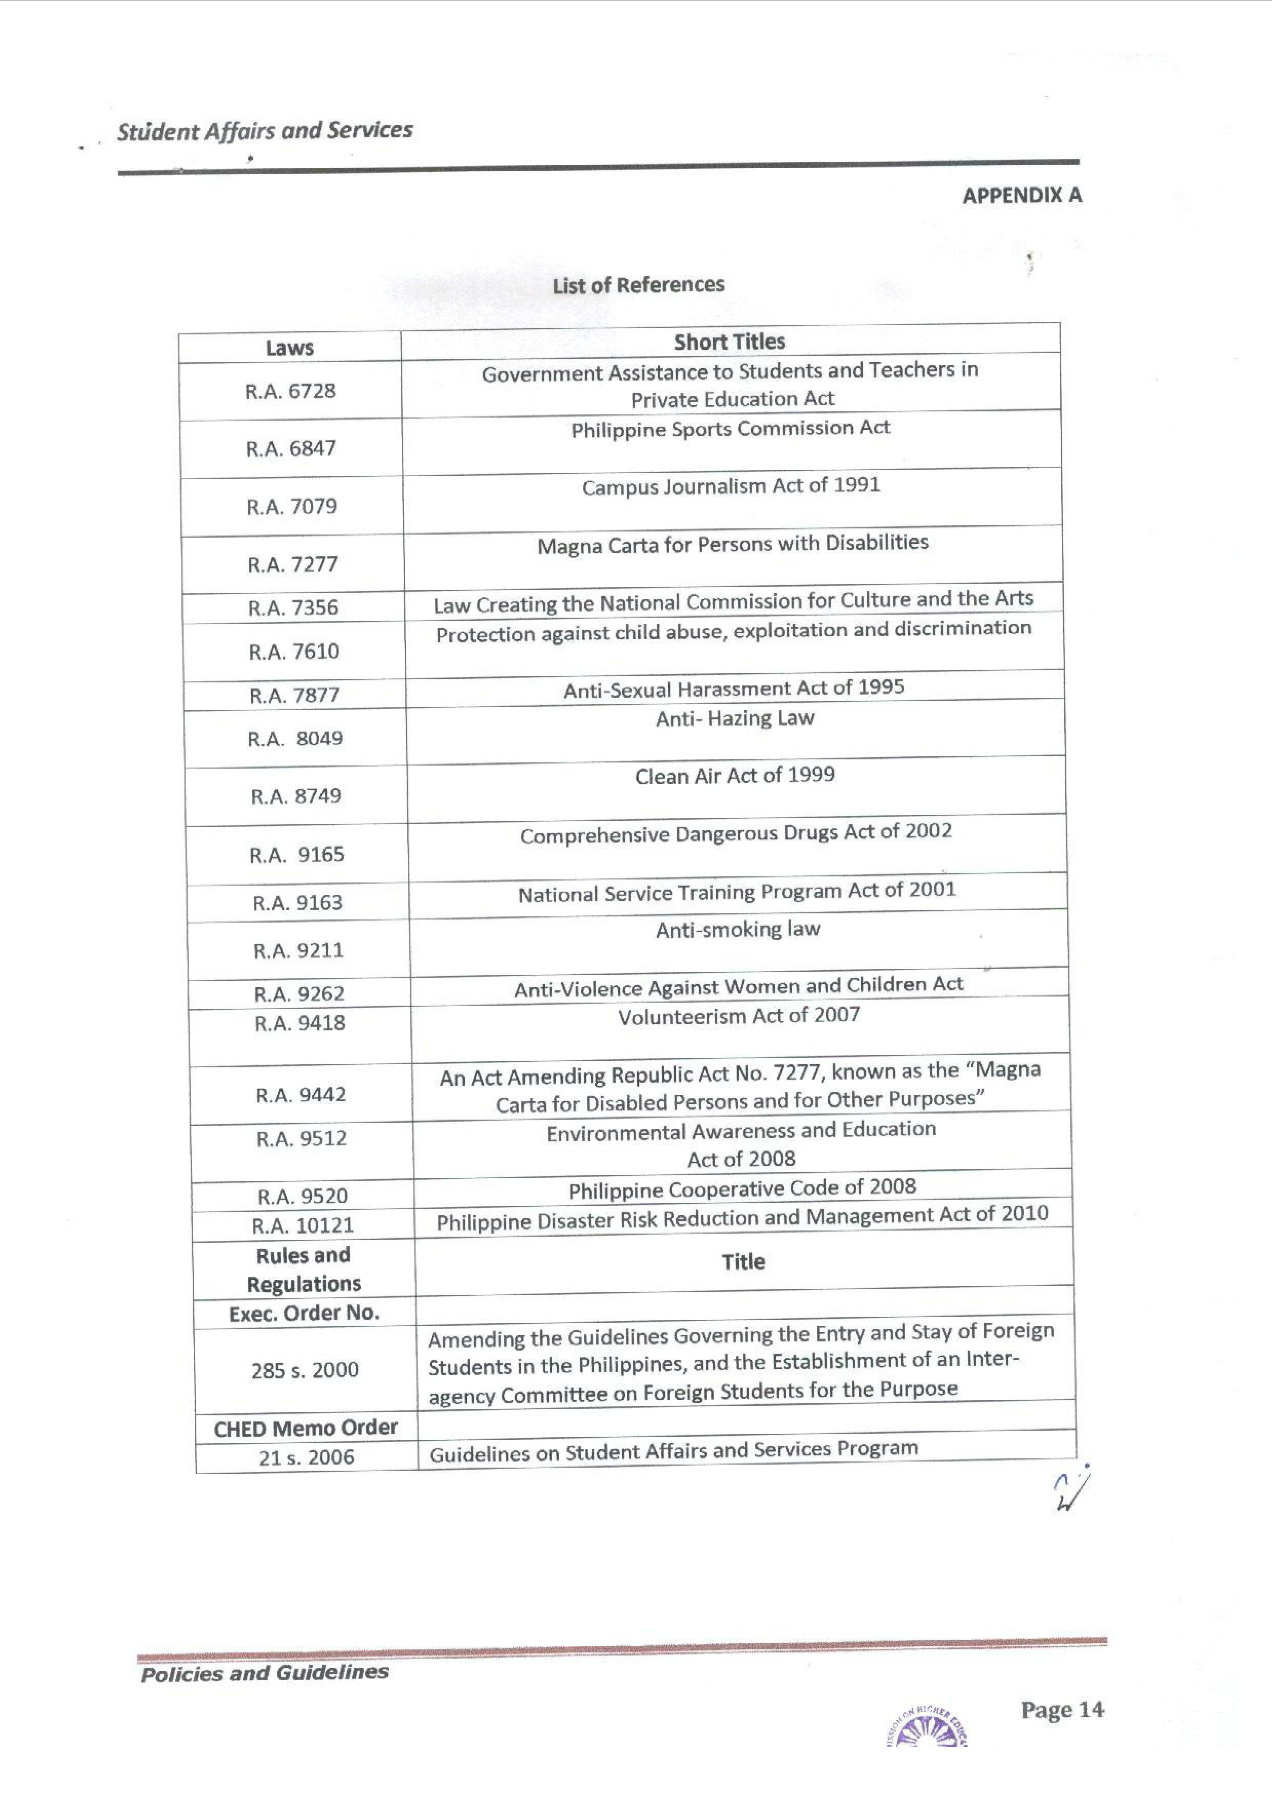 Student Affairs and Services
APPENDIX A
List of References
Laws Short Titles
R.A. 6728 Government Assistance to Students and Teachers in
Private Education Act
R.A. 6847 Philippine Sports Commission Act
R.A. 7079 Campus Journalism Act of 1991
R.A. 7277 Magna Carta for Persons with Disabilities
R.A. 7356 Law Creating the National Commission for Culture and the Arts
R.A. 7610 Protection against child abuse, exploitation and discrimination
R.A. 7877 Anti-Sexual Harassment Act of 1995
R.A. 8049 Anti- Hazing Law
R.A. 8749 Clean Air Act of 1999
R.A. 9165 Comprehensive Dangerous Drugs Act of 2002
R.A. 9163 National Service Training Program Act of 2001
R.A. 9211 Anti-smoking law
R.A. 9262 Anti-Violence Against Women and Children Act
R.A. 9418 Volunteerism Act of 2007
R.A. 9442 An Act Amending Republic Act No. 7277, known as the “Magna
Carta for Disabled Persons and for Other Purposes”
R.A. 9512 Environmental Awareness and Education
Act of 2008
R.A. 9520 Philippine Cooperative Code of 2008
R.A. 10121 Philippine Disaster Risk Reduction and Management Act of 2010
Rules and
Regulations Title
Exec. Order No.
285 s. 2000 Amending the Guidelines Governing the Entry and Stay of Foreign
Students in the Philippines, and the Establishment of an Inter-
agency Committee on Foreign Students for the Purpose
CHED Memo Order
21 s. 2006 Guidelines on Student Affairs and Services Program
Policies and Guidelines
Page 14
ON HIGHER